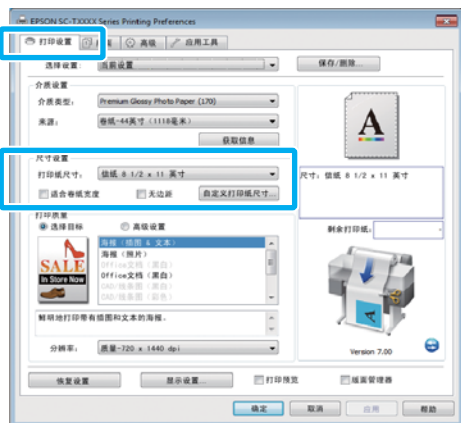 EPSON SC-TXXXX Series Printing Preferences
打印设置 高级 应用工具
选择设置: 当前设置 保存/删除...
介质设置
介质类型: Premium Glossy Photo Paper (170)
来源: 卷纸-44英寸 (1118毫米)
获取信息
尺寸设置
打印纸尺寸: 信纸 8 1/2 x 11 英寸
适合卷纸宽度 无边距 自定义打印纸尺寸...
打印质量
选择目标 高级设置
海报 (插图 & 文本)
海报 (照片)
Office文档 (黑白)
Office文档 (黑白)
CAD/线条图 (黑白)
CAD/线条图 (彩色)
SALE
In Store Now
鲜明地打印带有插图和文本的海报。
分辨率: 质量-720 x 1440 dpi
A
尺寸: 信纸 8 1/2 x 11 英寸
剩余打印纸:
Version 7.00
恢复设置 显示设置... 打印预览 版面管理器
确定 取消 应用 帮助